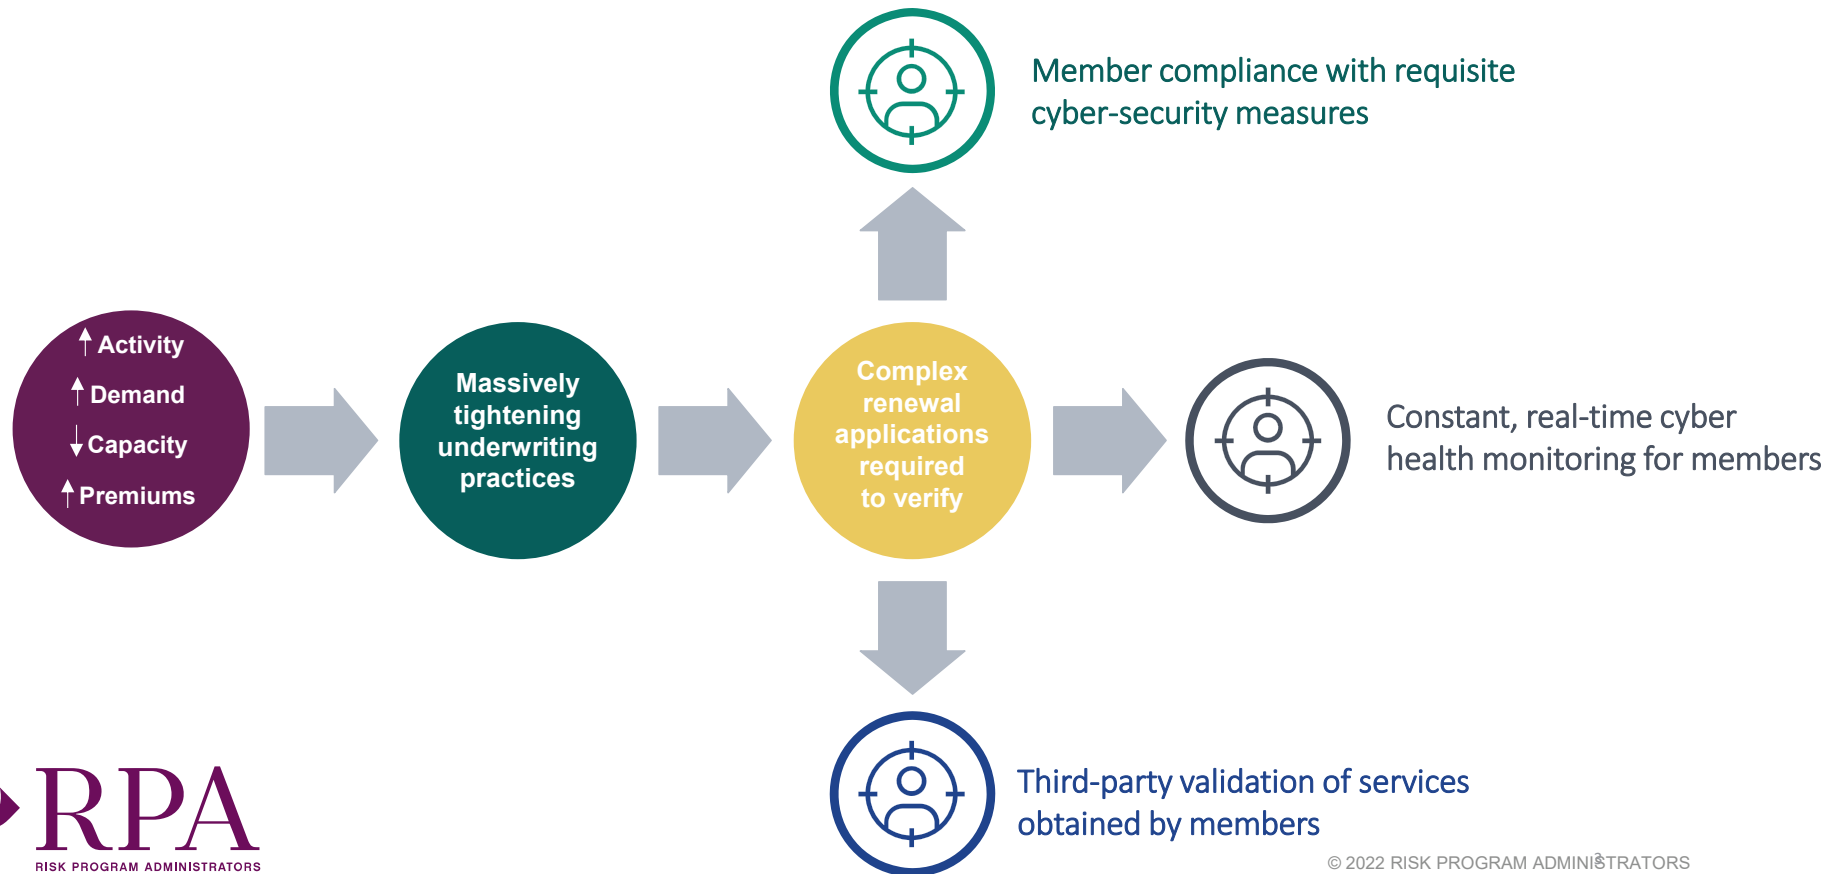 Member compliance with requisite
cyber-security measures
↑ Activity
↑ Demand
↓ Capacity
↑ Premiums
Massively
tightening
underwriting
practices
Complex
renewal
applications
required
to verify
Constant, real-time cyber
health monitoring for members
Third-party validation of services
obtained by members
RPA
RISK PROGRAM ADMINISTRATORS
© 2022 RISK PROGRAM ADMINISTRATORS
3